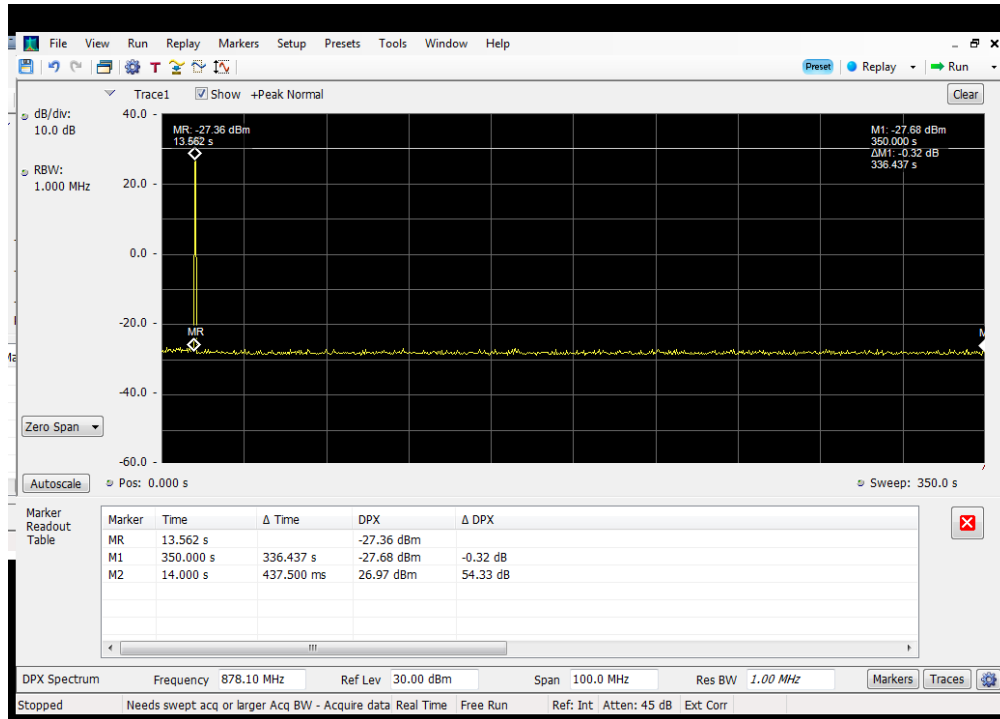 File View Run Replay Markers Setup Presets Tools Window Help
Preset Replay Run
Trace1 Show +Peak Normal Clear
dB/div:
10.0 dB
RBW:
1.000 MHz
40.0
20.0
0.0
-20.0
-40.0
-60.0
MR: -27.36 dBm
13.562 s
M1: -27.68 dBm
350.000 s
ΔM1: -0.32 dB
336.437 s
MR
Zero Span
Autoscale Pos: 0.000 s Sweep: 350.0 s
Marker
Readout
Table
Marker Time Δ Time DPX Δ DPX
MR 13.562 s -27.36 dBm
M1 350.000 s 336.437 s -27.68 dBm -0.32 dB
M2 14.000 s 437.500 ms 26.97 dBm 54.33 dB
DPX Spectrum Frequency 878.10 MHz Ref Lev 30.00 dBm Span 100.0 MHz Res BW 1.00 MHz Markers Traces
Stopped Needs swept acq or larger Acq BW - Acquire data Real Time Free Run Ref: Int Atten: 45 dB Ext Corr